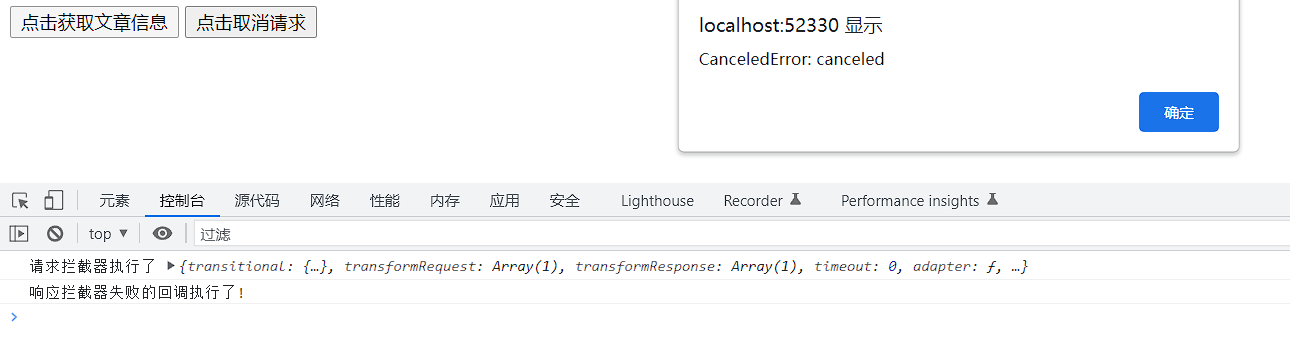 点击获取文章信息 点击取消请求
localhost:52330 显示
CanceledError: canceled
确定
元素 控制台 源代码 网络 性能 内存 应用 安全 Lighthouse Recorder Performance insights
top ▼ 过滤
请求拦截器执行了 ▶{transitional: {…}, transformRequest: Array(1), transformResponse: Array(1), timeout: 0, adapter: ƒ, …}
响应拦截器失败的回调执行了!
>